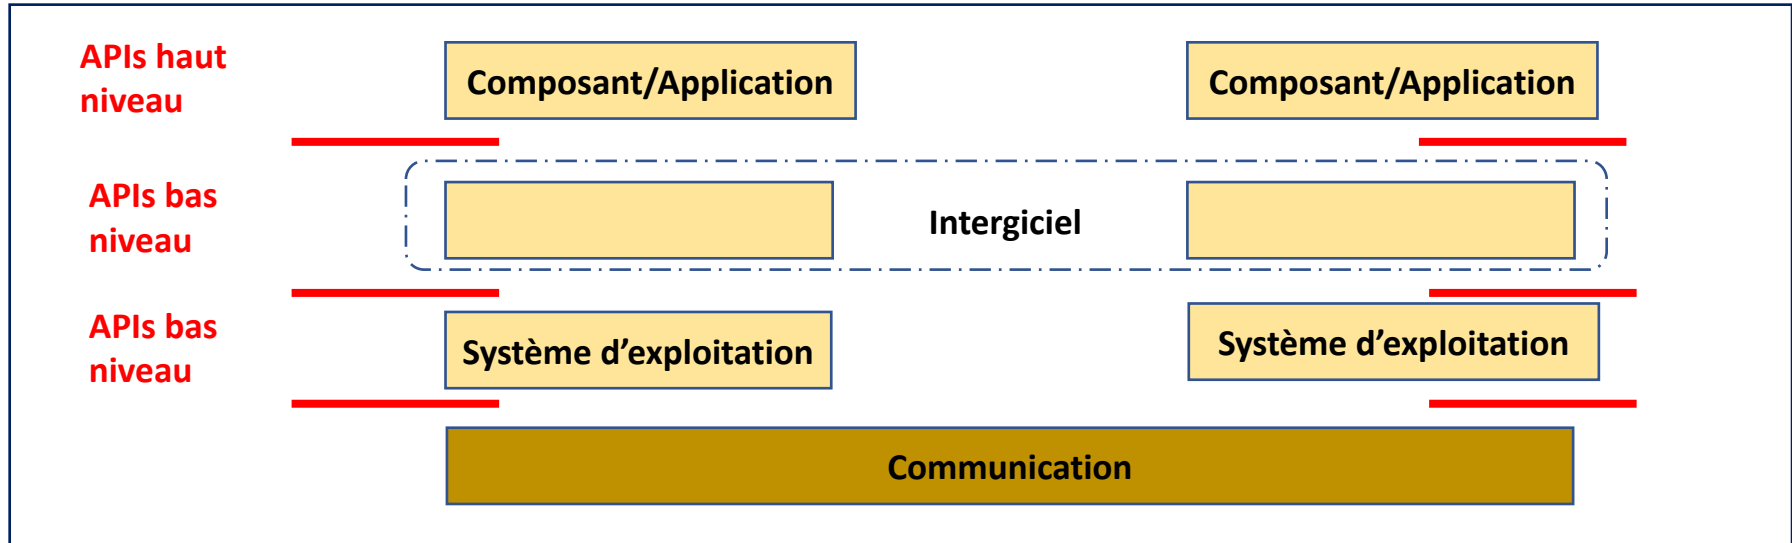 APIs haut
niveau
Composant/Application
Composant/Application
APIs bas
niveau
Intergiciel
APIs bas
niveau
Système d’exploitation
Système d’exploitation
Communication